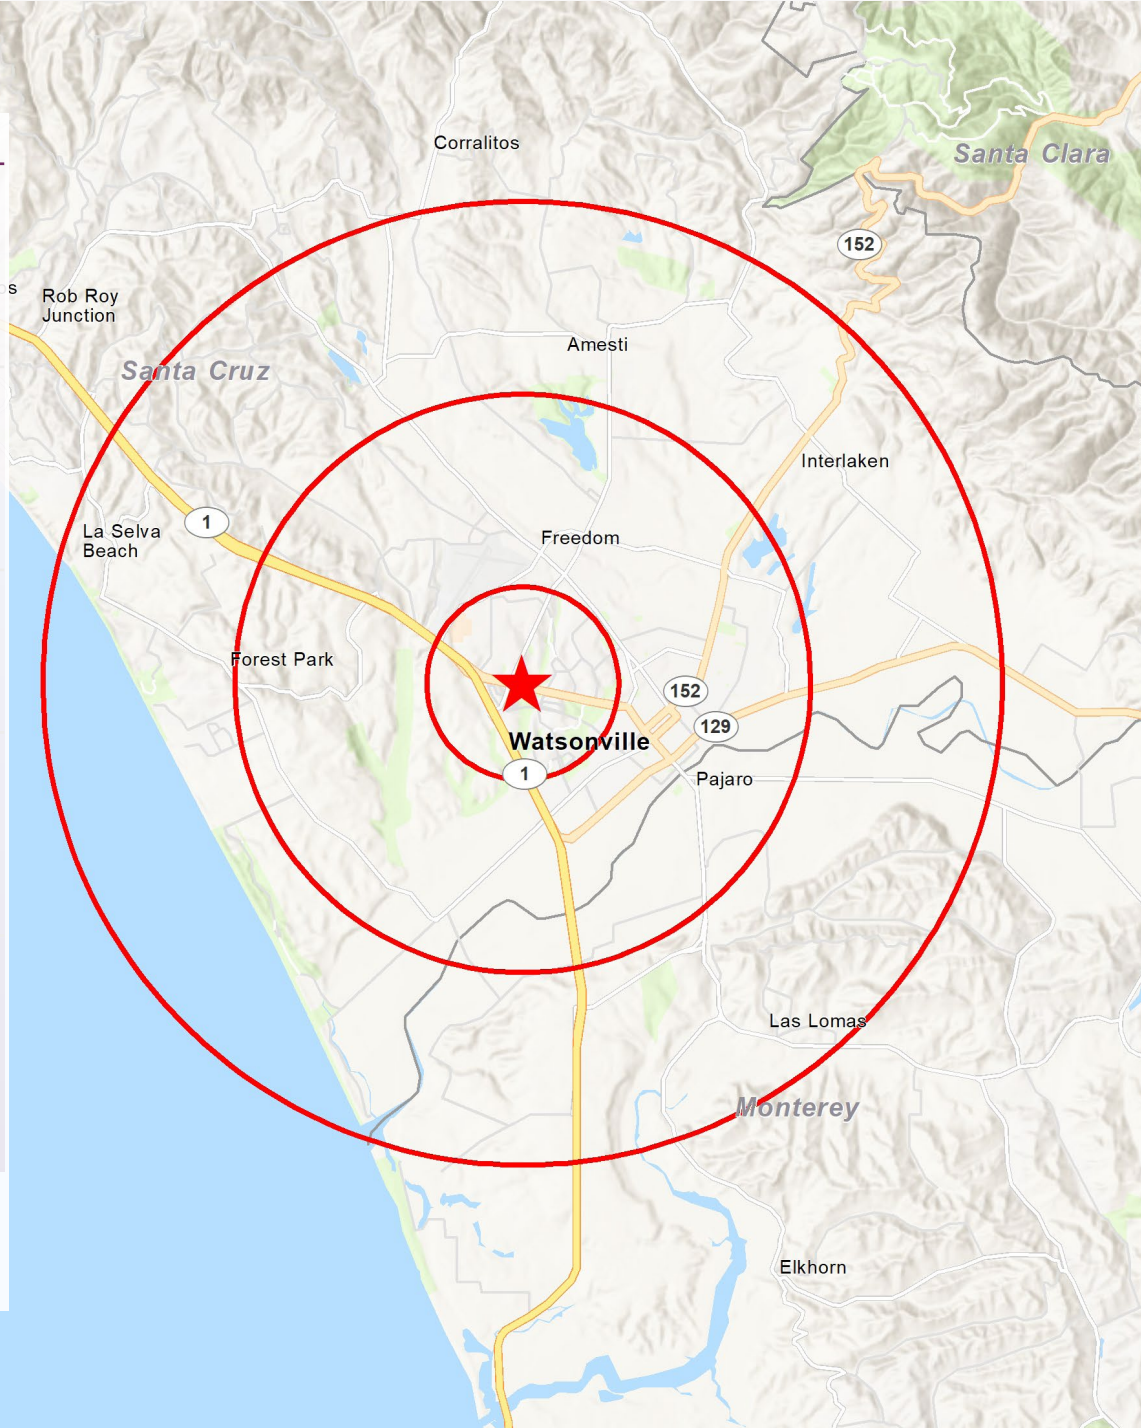 Corralitos
Santa Clara
152
s
Rob Roy
Junction
Amesti
Santa Cruz
Interlaken
1
La Selva
Beach
Freedom
Forest Park
152
129
Watsonville
1
Pajaro
Las Lomas
Monterey
Elkhorn